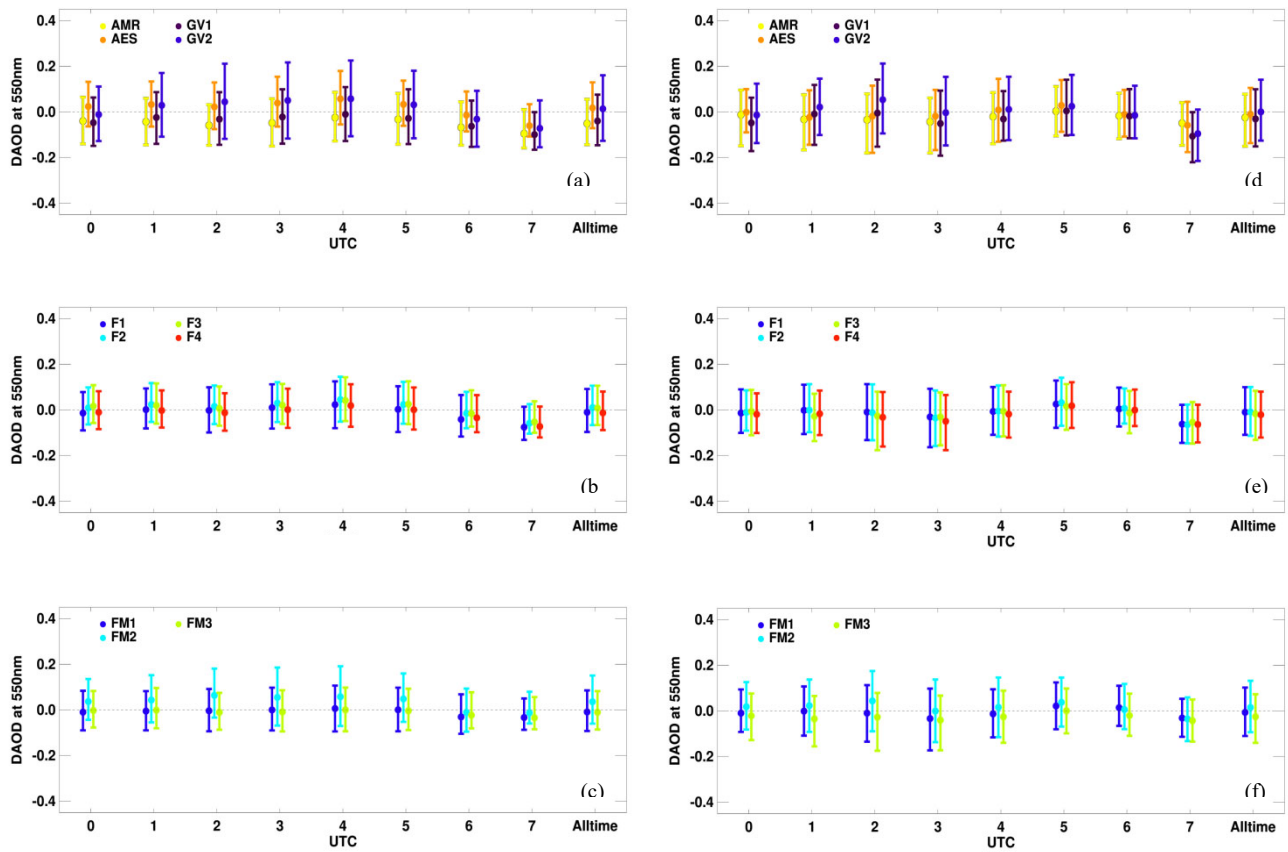 0.4
AMR GV1
AES GV2
0.2
0.0
-0.2
-0.4
DAOD at 550nm
(a)
0 1 2 3 4 5 6 7 Alltime
UTC
0.4
AMR GV1
AES GV2
0.2
0.0
-0.2
-0.4
DAOD at 550nm
(d
0 1 2 3 4 5 6 7 Alltime
UTC
0.4
F1 F3
F2 F4
0.2
0.0
-0.2
-0.4
DAOD at 550nm
(b
0 1 2 3 4 5 6 7 Alltime
UTC
0.4
F1 F3
F2 F4
0.2
0.0
-0.2
-0.4
DAOD at 550nm
(e)
0 1 2 3 4 5 6 7 Alltime
UTC
0.4
FM1 FM3
FM2
0.2
0.0
-0.2
-0.4
DAOD at 550nm
(c)
0 1 2 3 4 5 6 7 Alltime
UTC
0.4
FM1 FM3
FM2
0.2
0.0
-0.2
-0.4
DAOD at 550nm
(f)
0 1 2 3 4 5 6 7 Alltime
UTC